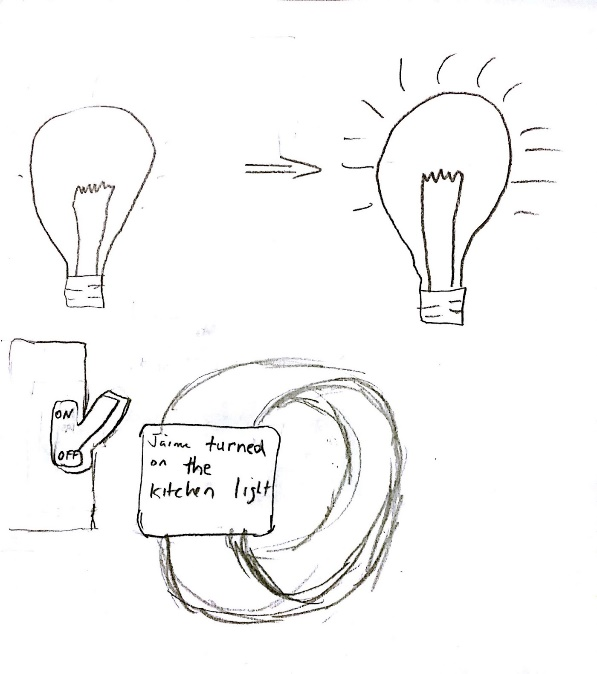 ON
OFF
Jaime turned
on the
kitchen light